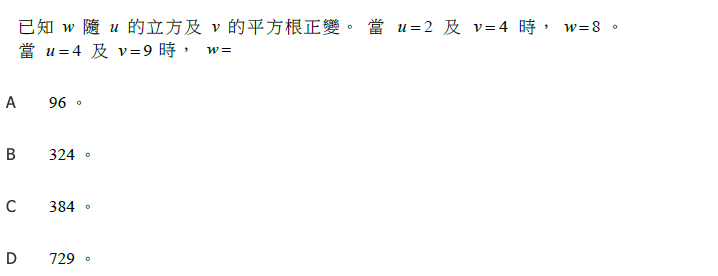 已知 w 隨 u 的立方及 v 的平方根正變。 當 u=2 及 v=4 時， w=8 。
當 u=4 及 v=9 時， w=
A 96 。
B 324 。
C 384 。
D 729 。